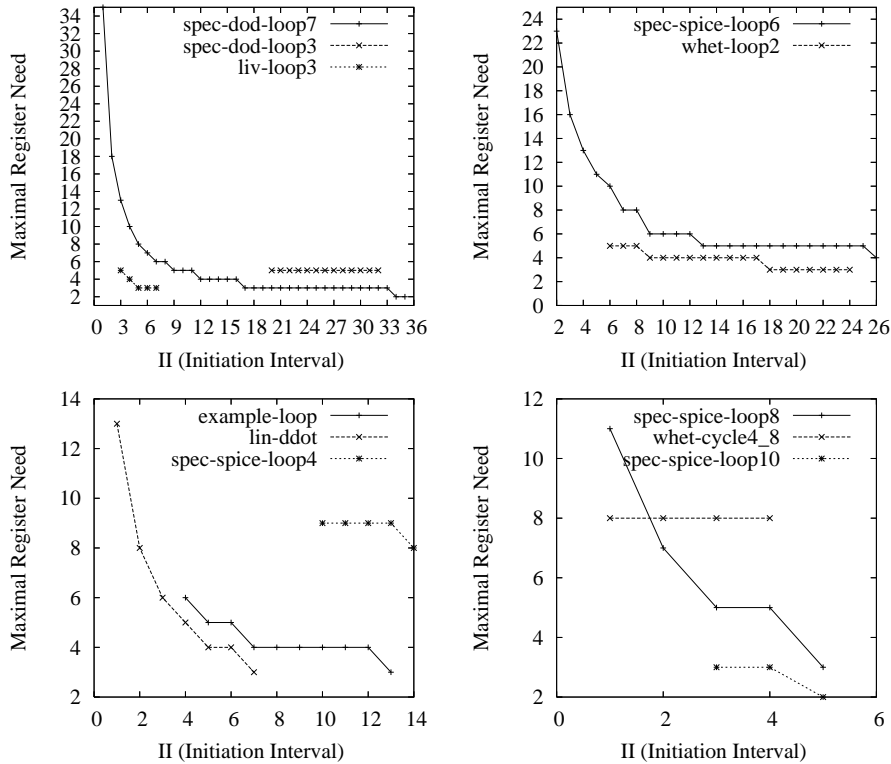 spec-dod-loop7
spec-dod-loop3
liv-loop3
34
32
30
28
26
24
22
20
18
16
14
12
10
8
6
4
2
Maximal Register Need
0 3 6 9 12 15 18 21 24 27 30 33 36
II (Initiation Interval)
spec-spice-loop6
whet-loop2
24
22
20
18
16
14
12
10
8
6
4
2
0
Maximal Register Need
2 4 6 8 10 12 14 16 18 20 22 24 26
II (Initiation Interval)
example-loop
lin-ddot
spec-spice-loop4
14
12
10
8
6
4
2
Maximal Register Need
0 2 4 6 8 10 12 14
II (Initiation Interval)
spec-spice-loop8
whet-cycle4_8
spec-spice-loop10
12
10
8
6
4
2
Maximal Register Need
0 2 4 6
II (Initiation Interval)